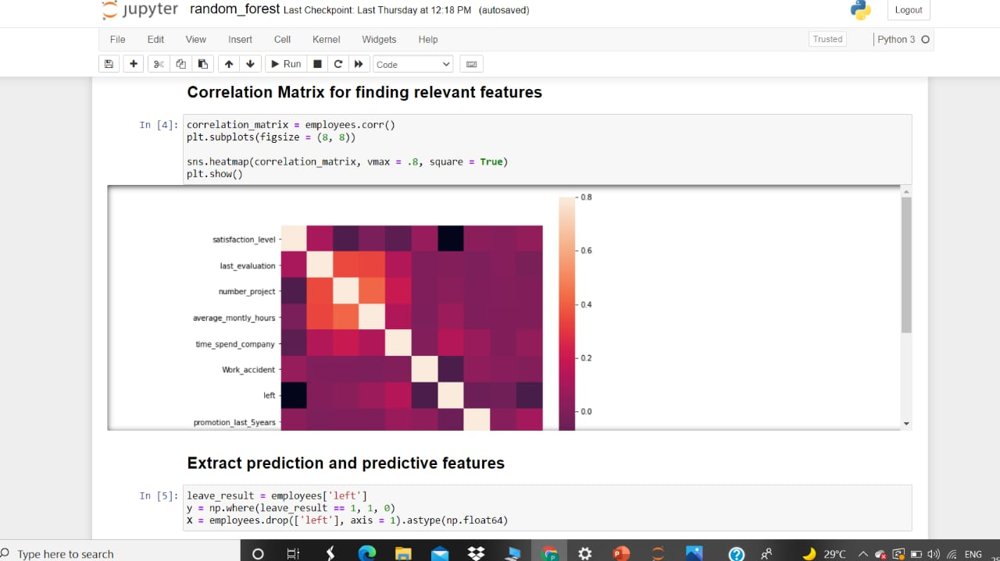 jupyter random_forest Last Checkpoint: Last Thursday at 12:18 PM (autosaved)
Logout
File Edit View Insert Cell Kernel Widgets Help
Trusted
Python 3
Run
Code
Correlation Matrix for finding relevant features
In [4]:
correlation_matrix = employees.corr()
plt.subplots(figsize = (8, 8))
sns.heatmap(correlation_matrix, vmax = .8, square = True)
plt.show()
0.8
satisfaction_level
0.6
last_evaluation
number_project
0.4
average_montly_hours
time_spend_company
0.2
Work_accident
left
0.0
promotion_last_5years
Extract prediction and predictive features
In [5]:
leave_result = employees['left']
y = np.where(leave_result == 1, 1, 0)
X = employees.drop(['left'], axis = 1).astype(np.float64)
Type here to search
29°C
ENG